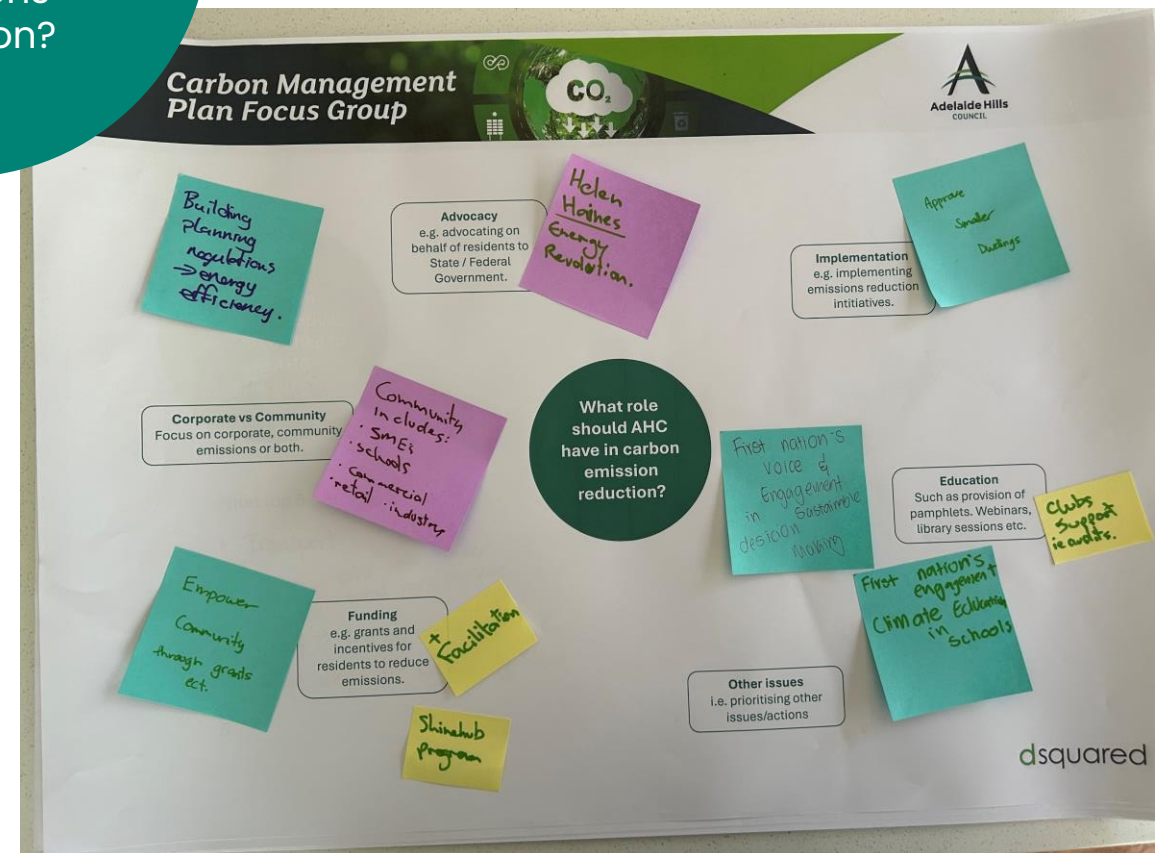 ons
on?
Carbon Management
Plan Focus Group
CO₂
Adelaide Hills
COUNCIL
Building
planning
regulations
→ energy
efficiency.
Advocacy
e.g. advocating on
behalf of residents to
State / Federal
Government.
Helen
Haines
Energy
Revolution.
Implementation
e.g. implementing
emissions reduction
intitiatives.
Approve
Smaller
Dwellings
Corporate vs Community
Focus on corporate, community
emissions or both.
Community
includes:
· SMEs
· schools
· commercial
· retail · industry
What role
should AHC
have in carbon
emission
reduction?
First nation's
voice &
Engagement
in Sustainble
desicion
making
Education
Such as provision of
pamphlets. Webinars,
library sessions etc.
Clubs
Support
ie audits.
Empower
Community
through grants
ect.
Funding
e.g. grants and
incentives for
residents to reduce
emissions.
+
Facilitation
Shinehub
program
First nation's
engagement
Climate Education
in
schools
Other issues
i.e. prioritising other
issues/actions
dsquared